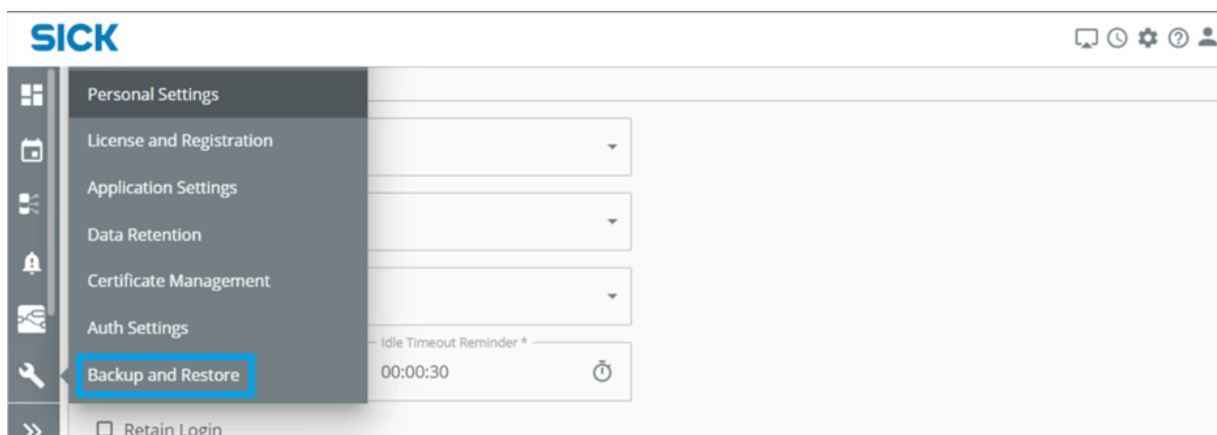 SICK
Personal Settings
License and Registration
Application Settings
Data Retention
Certificate Management
Auth Settings
Idle Timeout Reminder *
Backup and Restore
00:00:30
Retain Login